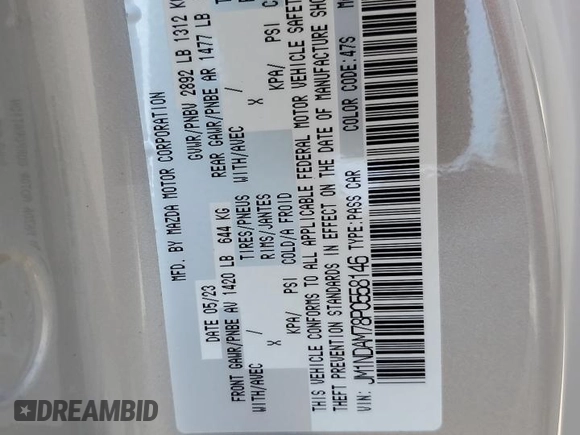 MFD. BY MAZDA MOTOR CORPORATION
DATE 05/23
GVWR/PNBV 2892 LB 1312 K
FRONT GAWR/PNBE AV 1420 LB 644 KG
REAR GAWR/PNBE AR 1477 LB
WITH/AVEC / TIRES/PNEUS WITH/AVEC /
X RIMS/JANTES X
KPA/ PSI COLD/A FROID KPA/ PSI C
THIS VEHICLE CONFORMS TO ALL APPLICABLE FEDERAL MOTOR VEHICLE SAFET
THEFT PREVENTION STANDARDS IN EFFECT ON THE DATE OF MANUFACTURE SHO
VIN: JM1NDAM78P0558146 TYPE:PASS CAR
COLOR CODE:47S
DREAMBID